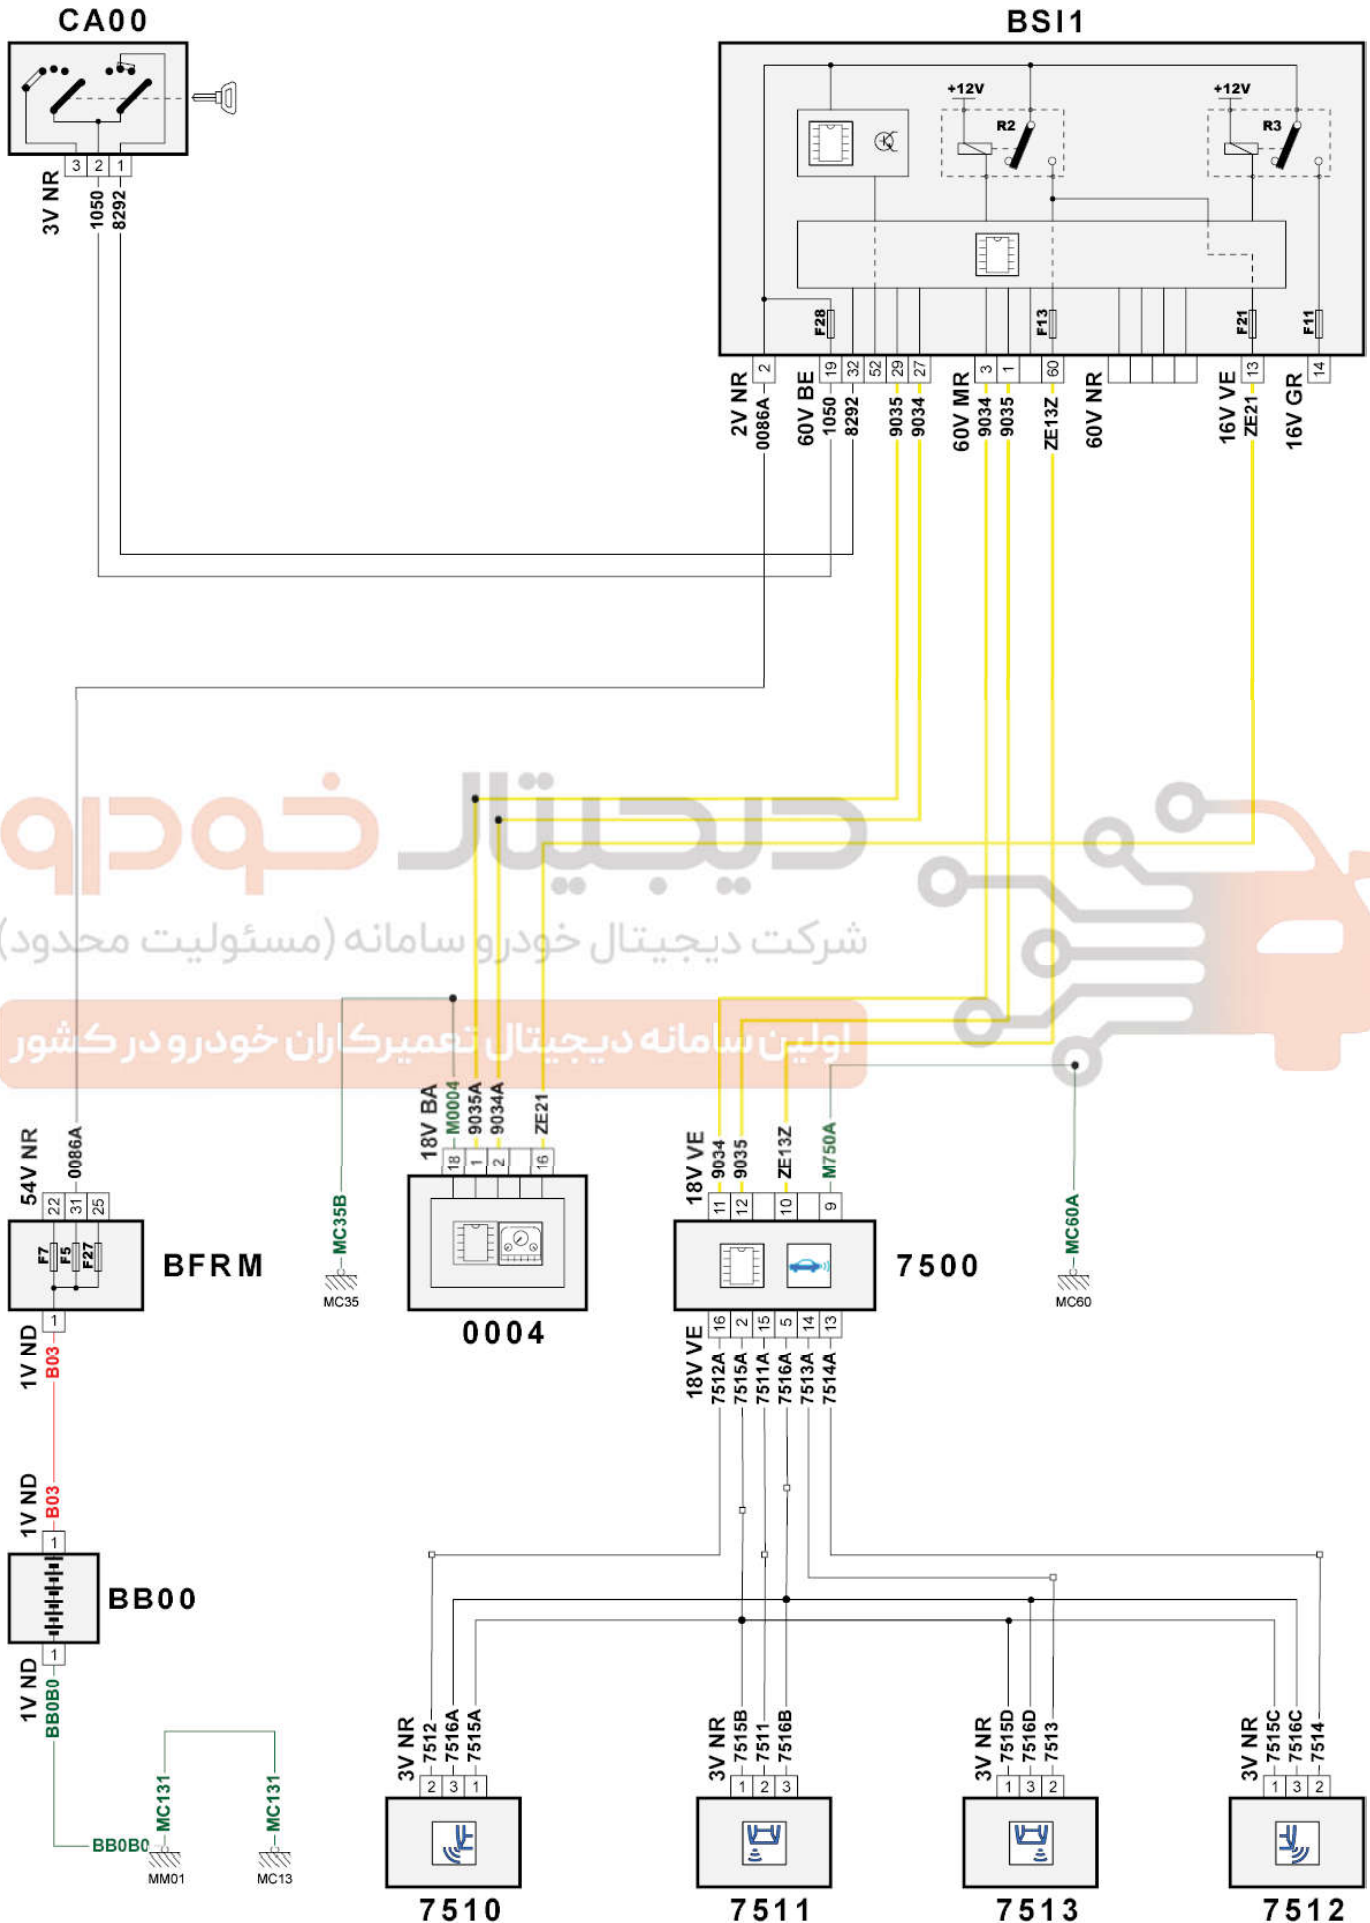 CA00
BSI1
+12V
+12V
R2
R3
3 2 1
3V NR
1050
8292
F28
F13
F21
F11
2 19 32 52 29 27 3 1 60 13 14
2V NR
0086A
60V BE
1050
8292
9035
9034
60V MR
9034
9035
ZE13Z
60V NR
16V VE
ZE21
16V GR
دیجیتال خودرو
شرکت دیجیتال خودرو سامانه (مسئولیت محدود)
اولین سامانه دیجیتال تعمیرکاران خودرو در کشور
54V NR
0086A
18V BA
M0004
9035A
9034A
ZE21
18V VE
9034
9035
ZE13Z
M750A
MC35B
MC60A
18 1 2 16
22 31 25
11 12 10 9
F7
F5
F27
BFRM
MC35
0004
7500
MC60
1
1V ND
B03
16 2 15 5 14 13
18V VE
7512A
7515A
7511A
7516A
7513A
7514A
1V ND
B03
1
BB00
1
1V ND
BB0B0
MC131
MC131
BB0B0
MM01
MC13
3V NR
7512
7516A
7515A
3V NR
7515B
7511
7516B
3V NR
7515D
7516D
7513
3V NR
7515C
7516C
7514
2 3 1
1 2 3
1 3 2
1 3 2
7510
7511
7513
7512